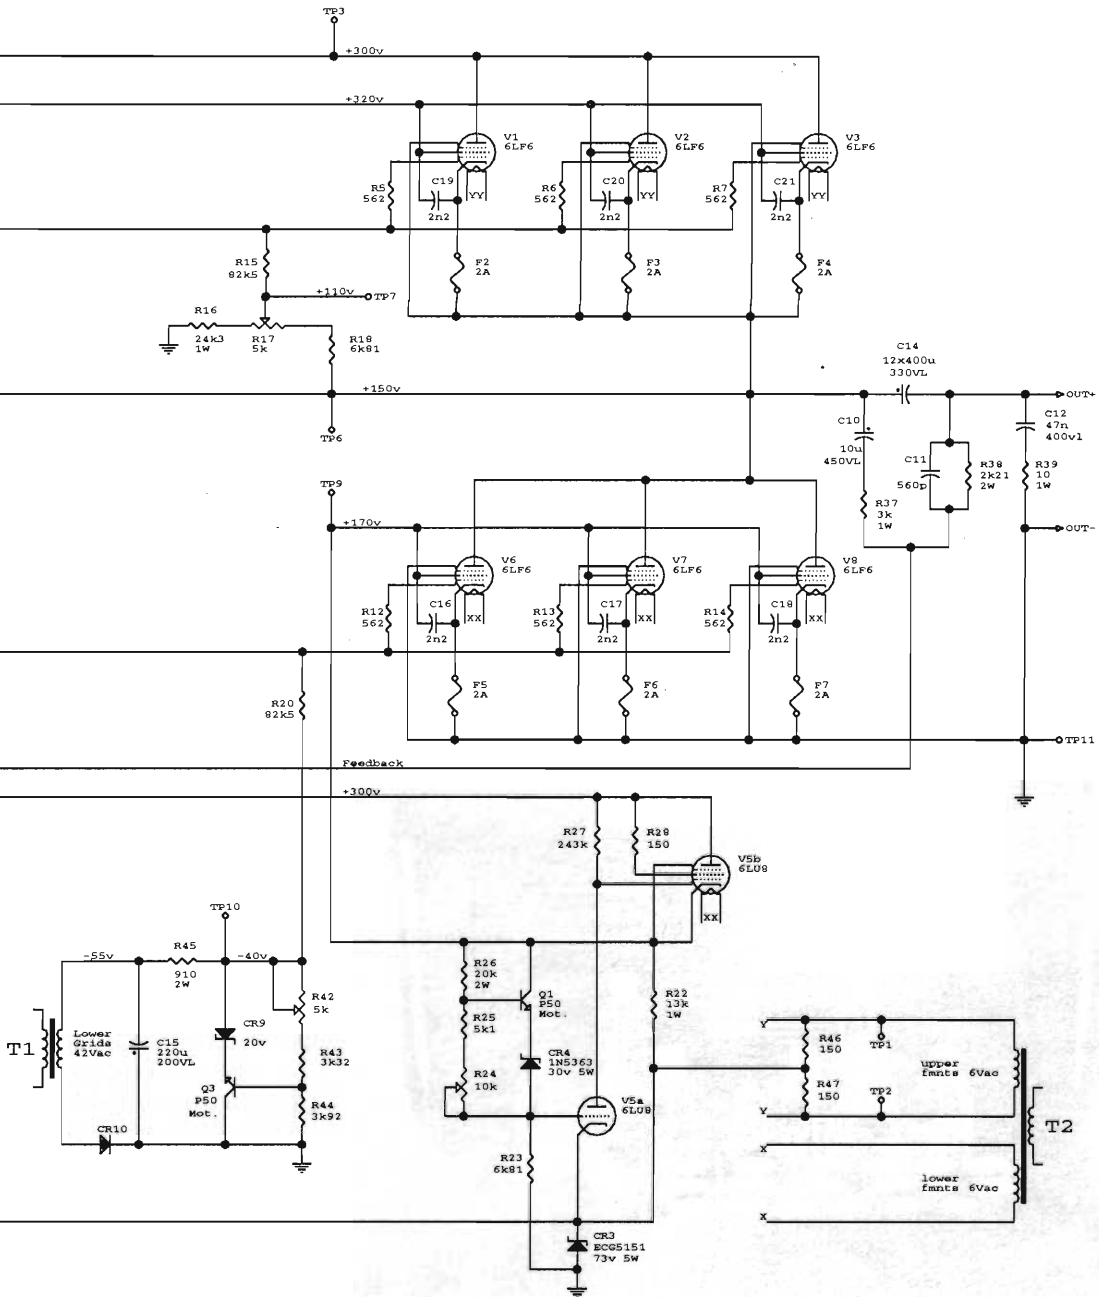 TP3
+300v
+320v
V1
6LF6
V2
6LF6
V3
6LF6
R5
562
C19
2n2
YY
R6
562
C20
2n2
YY
R7
562
C21
2n2
YY
R15
82k5
F2
2A
F3
2A
F4
2A
+110v
TP7
R16
24k3
1W
R17
5k
R18
6k81
C14
12x400u
330VL
+150v
OUT+
TP6
C10
10u
450VL
C12
47n
400vl
C11
560p
R38
2k21
2W
R39
10
1W
TP9
R37
3k
1W
+170v
OUT-
V6
6LF6
V7
6LF6
V8
6LF6
R12
562
C16
2n2
XX
R13
562
C17
2n2
XX
R14
562
C18
2n2
XX
R20
82k5
F5
2A
F6
2A
F7
2A
TP11
Feedback
+300v
R27
243k
R28
150
V5b
6LU8
XX
TP10
-55v
R45
910
2W
-40v
R26
20k
2W
Q1
P50
Mot.
R22
13k
1W
R42
5k
R25
5k1
T1
Lower
Grids
42Vac
C15
220u
200VL
CR9
20v
R43
3k32
CR4
1N5363
30v 5W
Y
R46
150
TP1
upper
fmnts 6Vac
Q3
P50
Mot.
R24
10k
R47
150
TP2
R44
3k92
V5a
6LU8
Y
T2
CR10
X
R23
6k81
lower
fmnts 6Vac
X
CR3
ECG5151
73v 5W